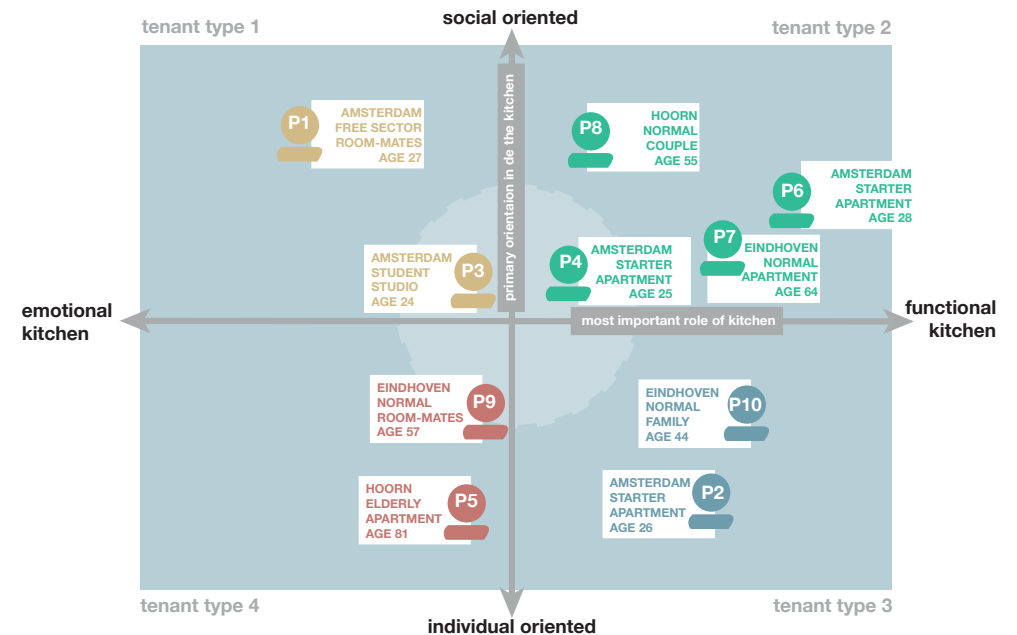 social oriented
tenant type 1
tenant type 2
primary orientaion in de the kitchen
P1
AMSTERDAM
FREE SECTOR
ROOM-MATES
AGE 27
P8
HOORN
NORMAL
COUPLE
AGE 55
P6
AMSTERDAM
STARTER
APARTMENT
AGE 28
AMSTERDAM
STUDENT
STUDIO
AGE 24
P3
P4
AMSTERDAM
STARTER
APARTMENT
AGE 25
P7
EINDHOVEN
NORMAL
APARTMENT
AGE 64
emotional
kitchen
most important role of kitchen
functional
kitchen
EINDHOVEN
NORMAL
ROOM-MATES
AGE 57
P9
EINDHOVEN
NORMAL
FAMILY
AGE 44
P10
HOORN
ELDERLY
APARTMENT
AGE 81
P5
AMSTERDAM
STARTER
APARTMENT
AGE 26
P2
tenant type 4
tenant type 3
individual oriented